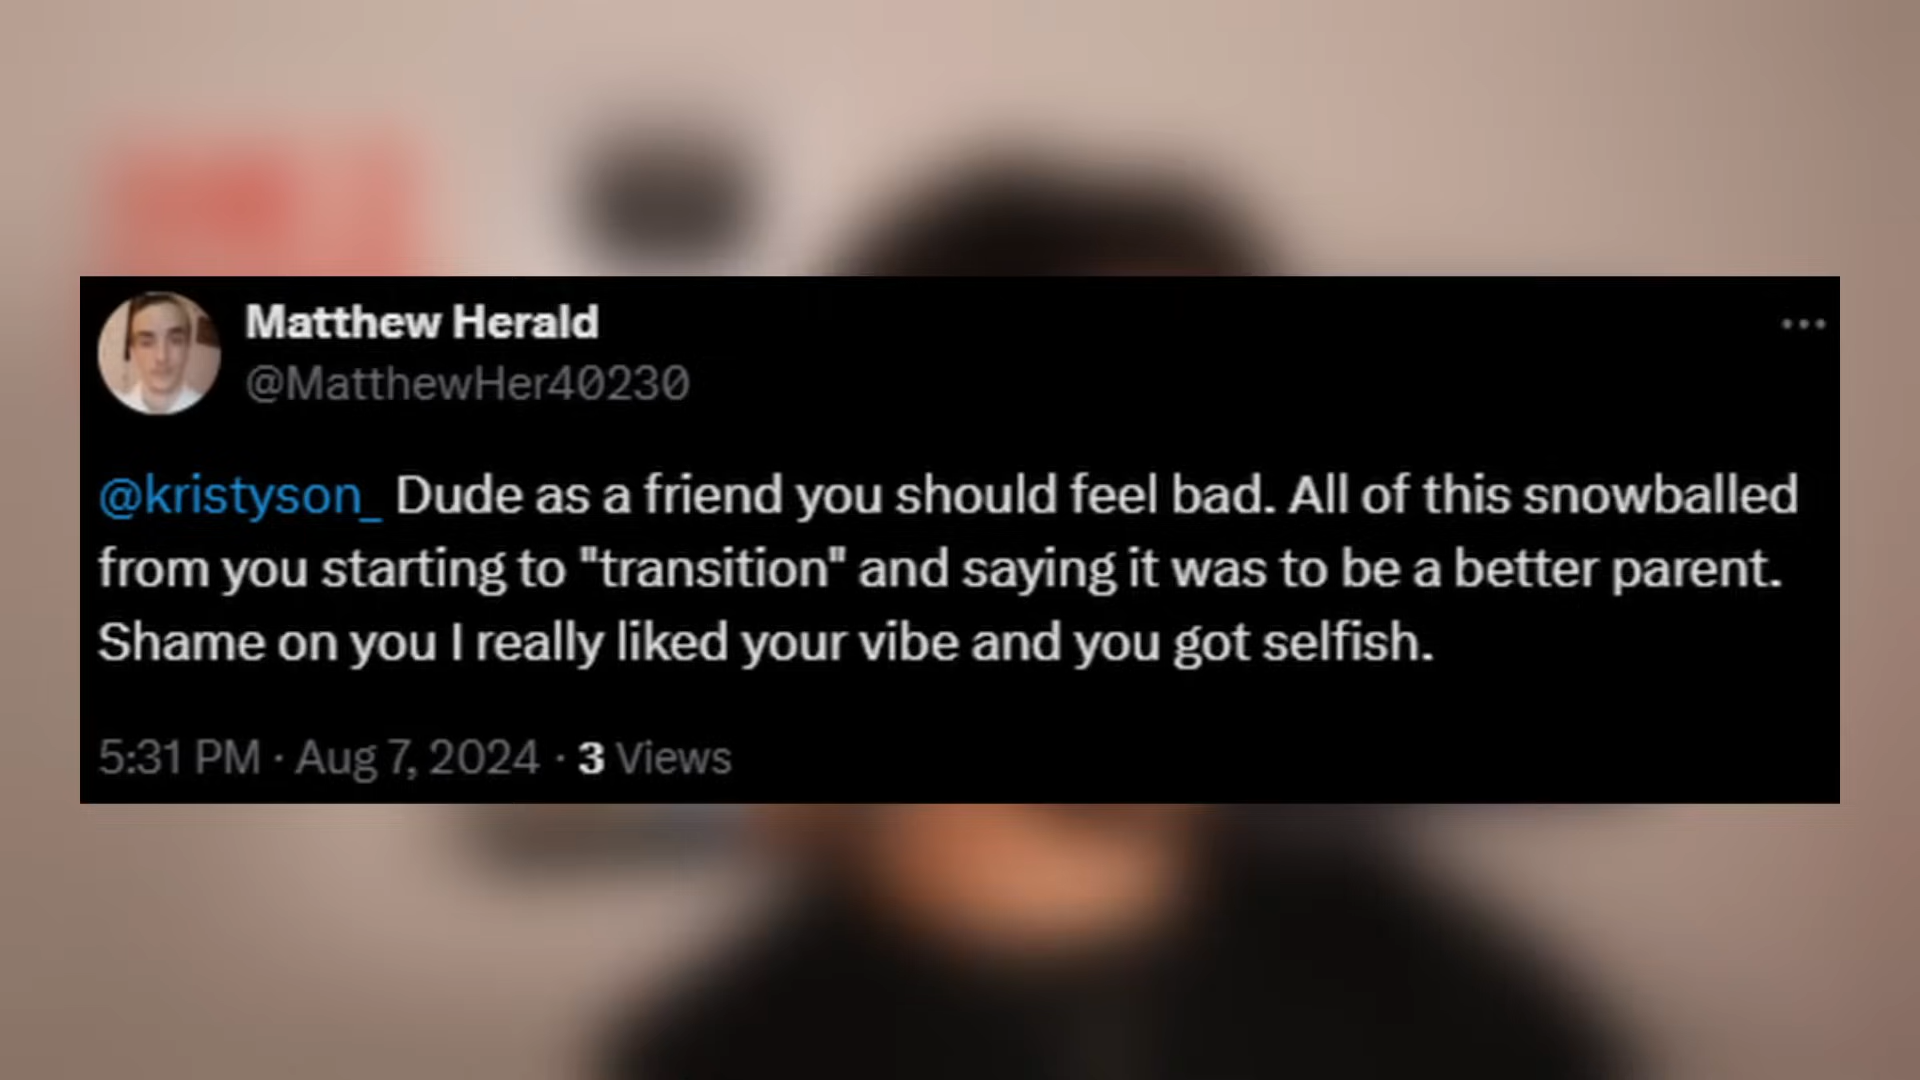 Matthew Herald
@MatthewHer40230
@kristyson_ Dude as a friend you should feel bad. All of this snowballed
from you starting to "transition" and saying it was to be a better parent.
Shame on you I really liked your vibe and you got selfish.
5:31 PM · Aug 7, 2024 · 3 Views